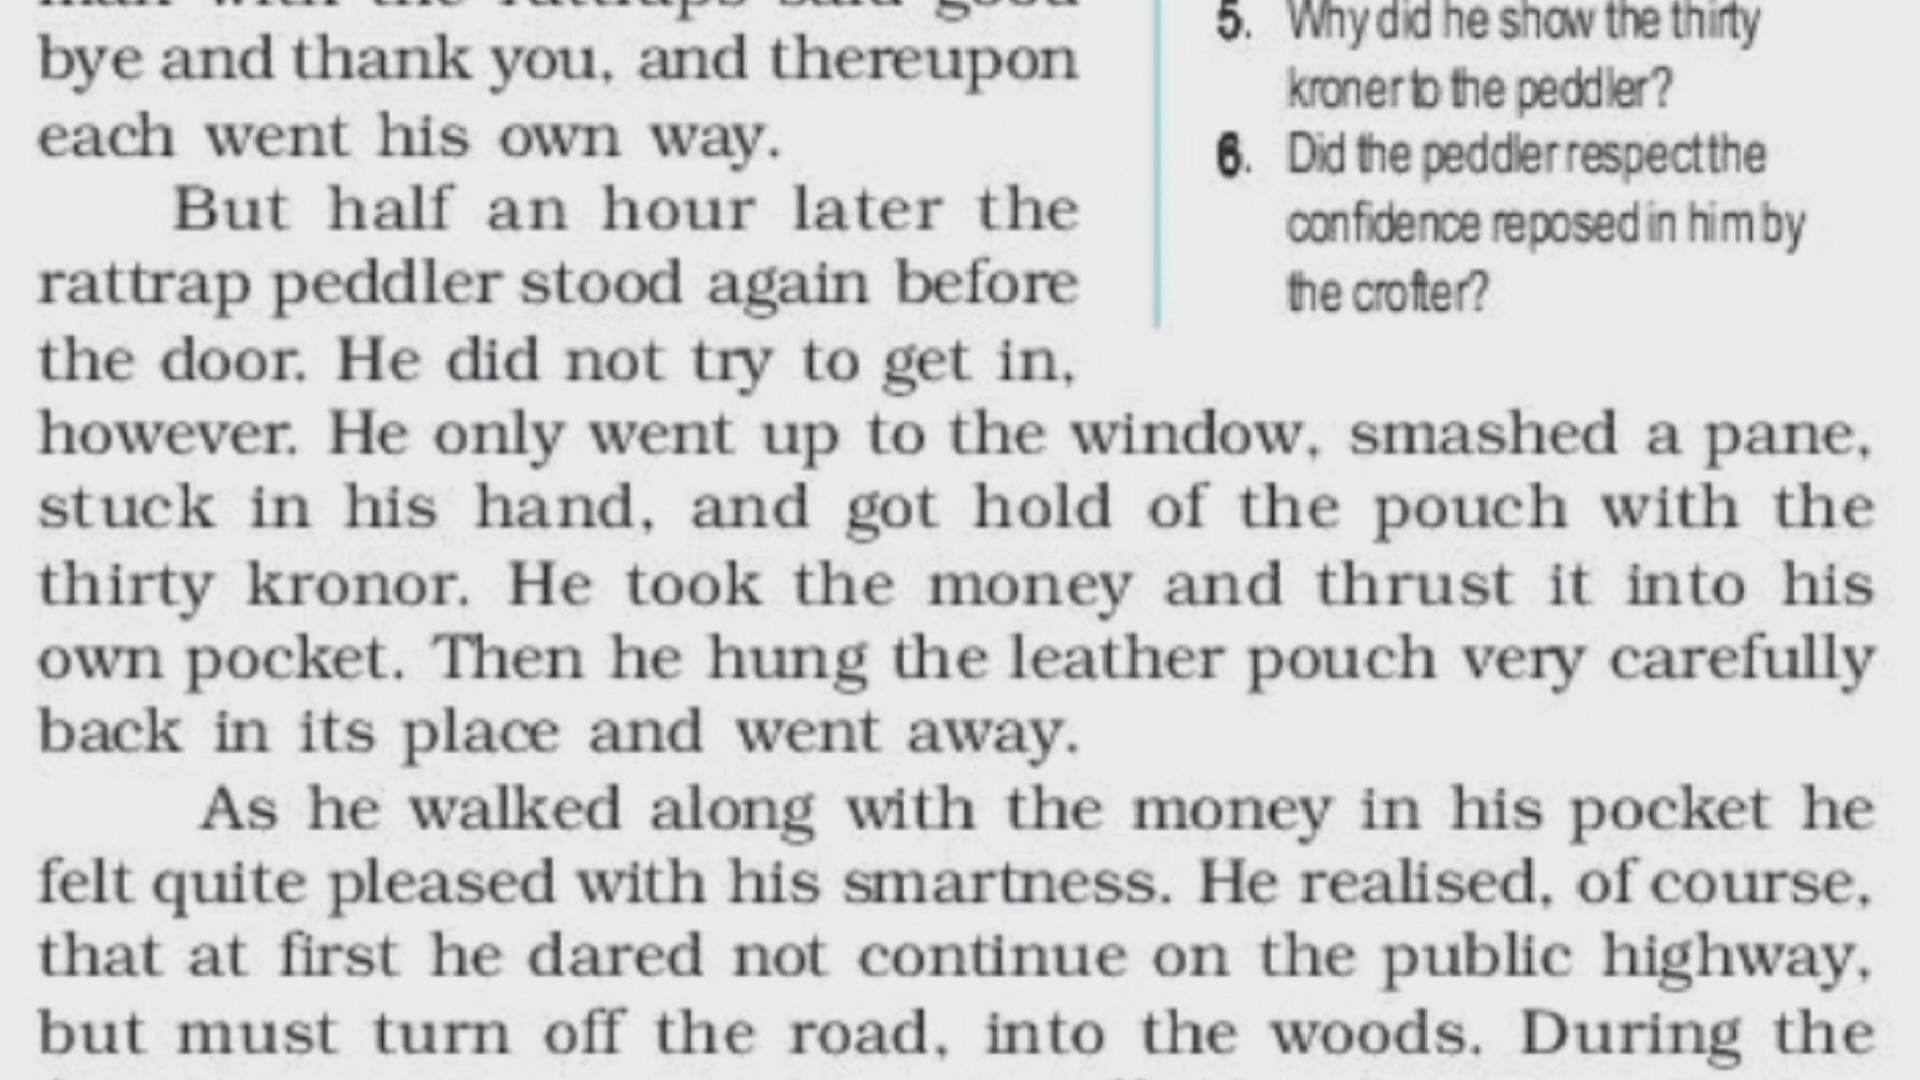 man with the rattraps said good
bye and thank you, and thereupon
each went his own way.
But half an hour later the
rattrap peddler stood again before
the door. He did not try to get in,
however. He only went up to the window, smashed a pane,
stuck in his hand, and got hold of the pouch with the
thirty kronor. He took the money and thrust it into his
own pocket. Then he hung the leather pouch very carefully
back in its place and went away.
As he walked along with the money in his pocket he
felt quite pleased with his smartness. He realised, of course,
that at first he dared not continue on the public highway,
but must turn off the road, into the woods. During the
5. Why did he show the thirty
kroner to the peddler?
6. Did the peddler respect the
confidence reposed in him by
the crofter?